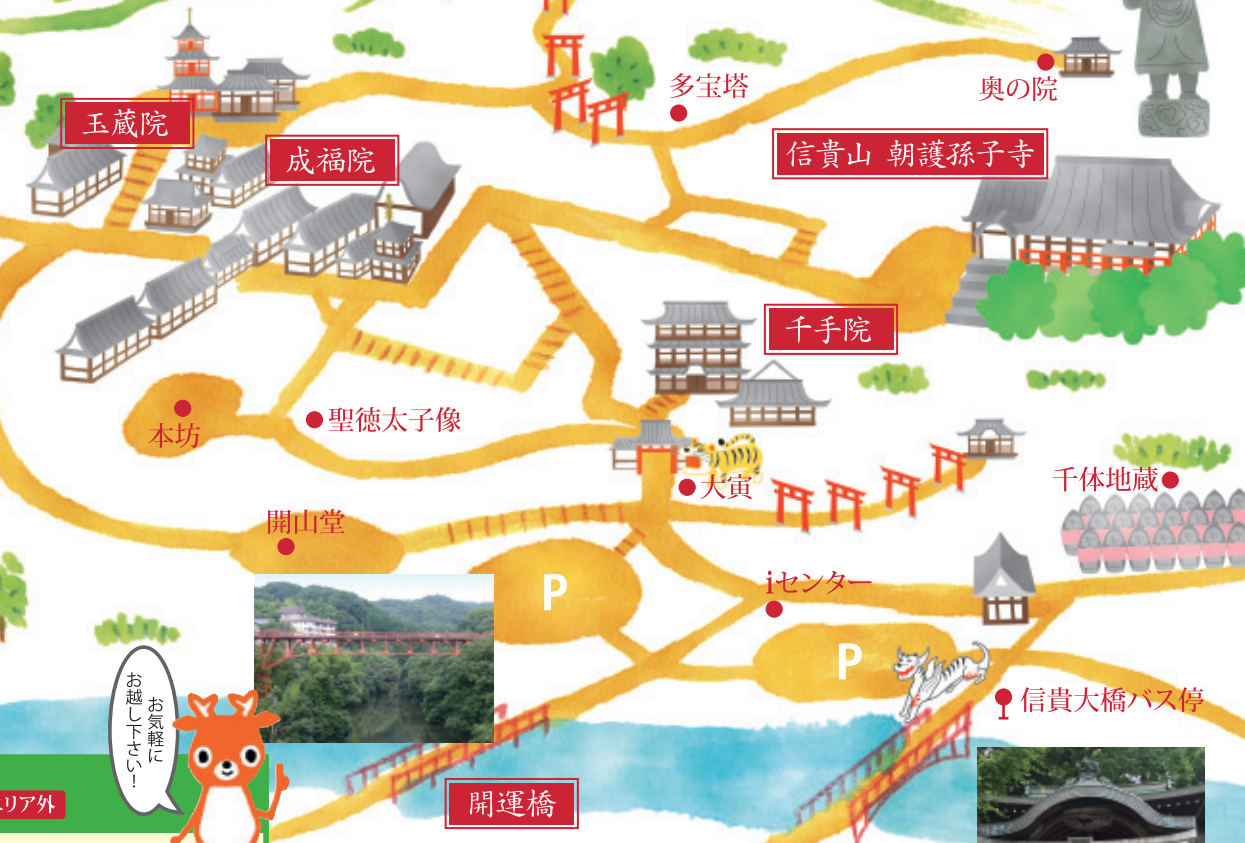 多宝塔
奥の院
玉蔵院
成福院
信貴山 朝護孫子寺
千手院
本坊
聖徳太子像
大寅
千体地蔵
開山堂
iセンター
P
P
信貴大橋バス停
お気軽に
お越し下さい！
開運橋
リア外